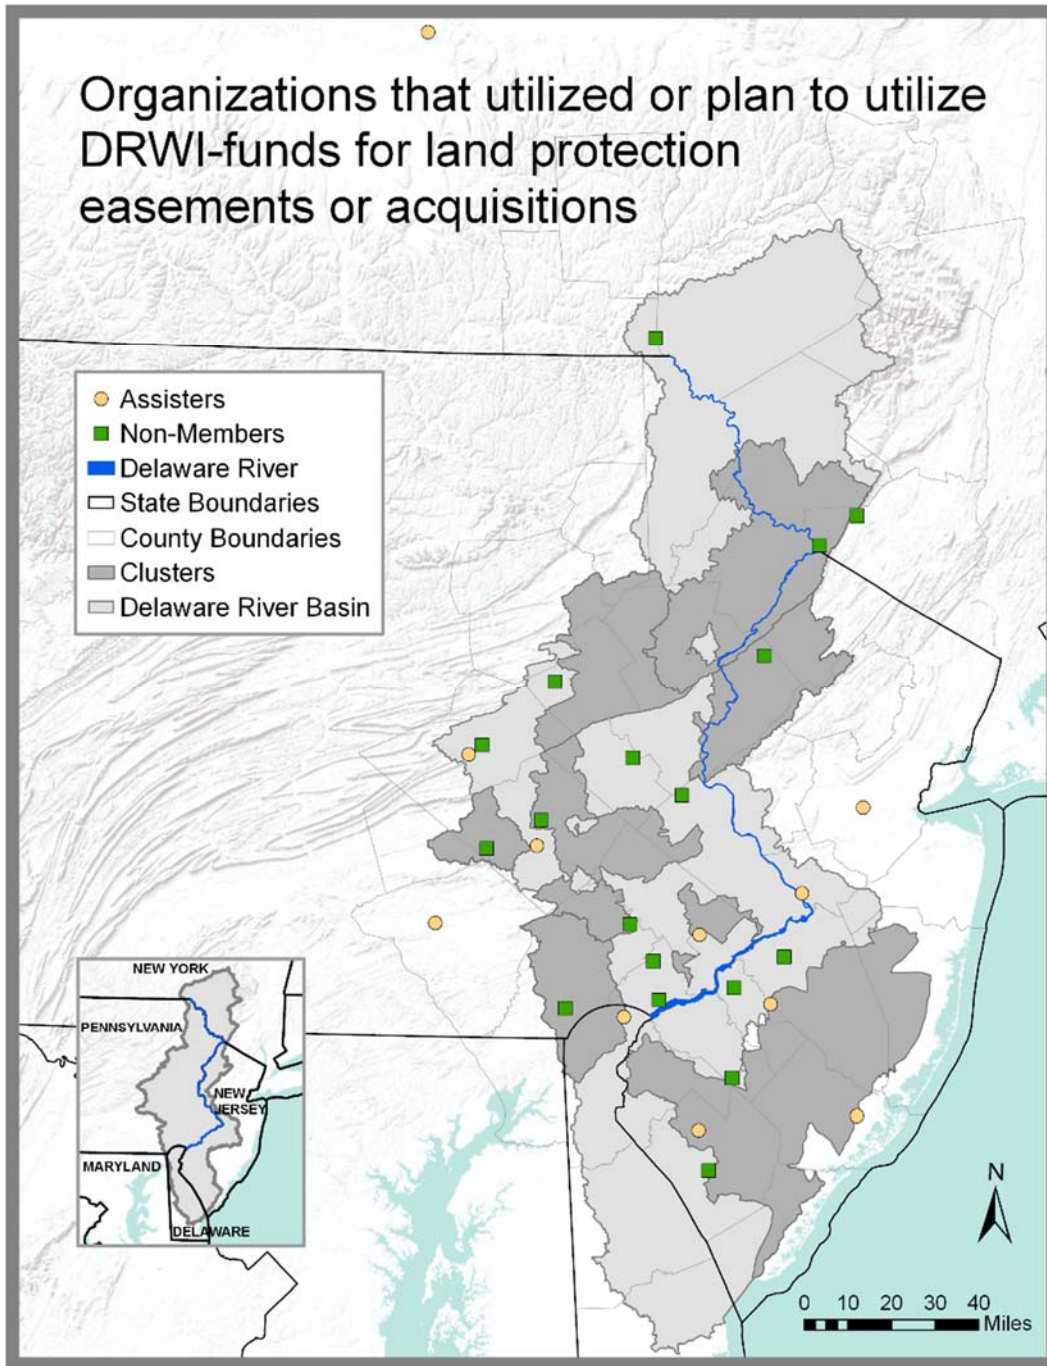 Organizations that utilized or plan to utilize
DRWI-funds for land protection
easements or acquisitions
Assisters
Non-Members
Delaware River
State Boundaries
County Boundaries
Clusters
Delaware River Basin
NEW YORK
PENNSYLVANIA
NEW
JERSEY
MARYLAND
DELAWARE
N
0 10 20 30 40
Miles